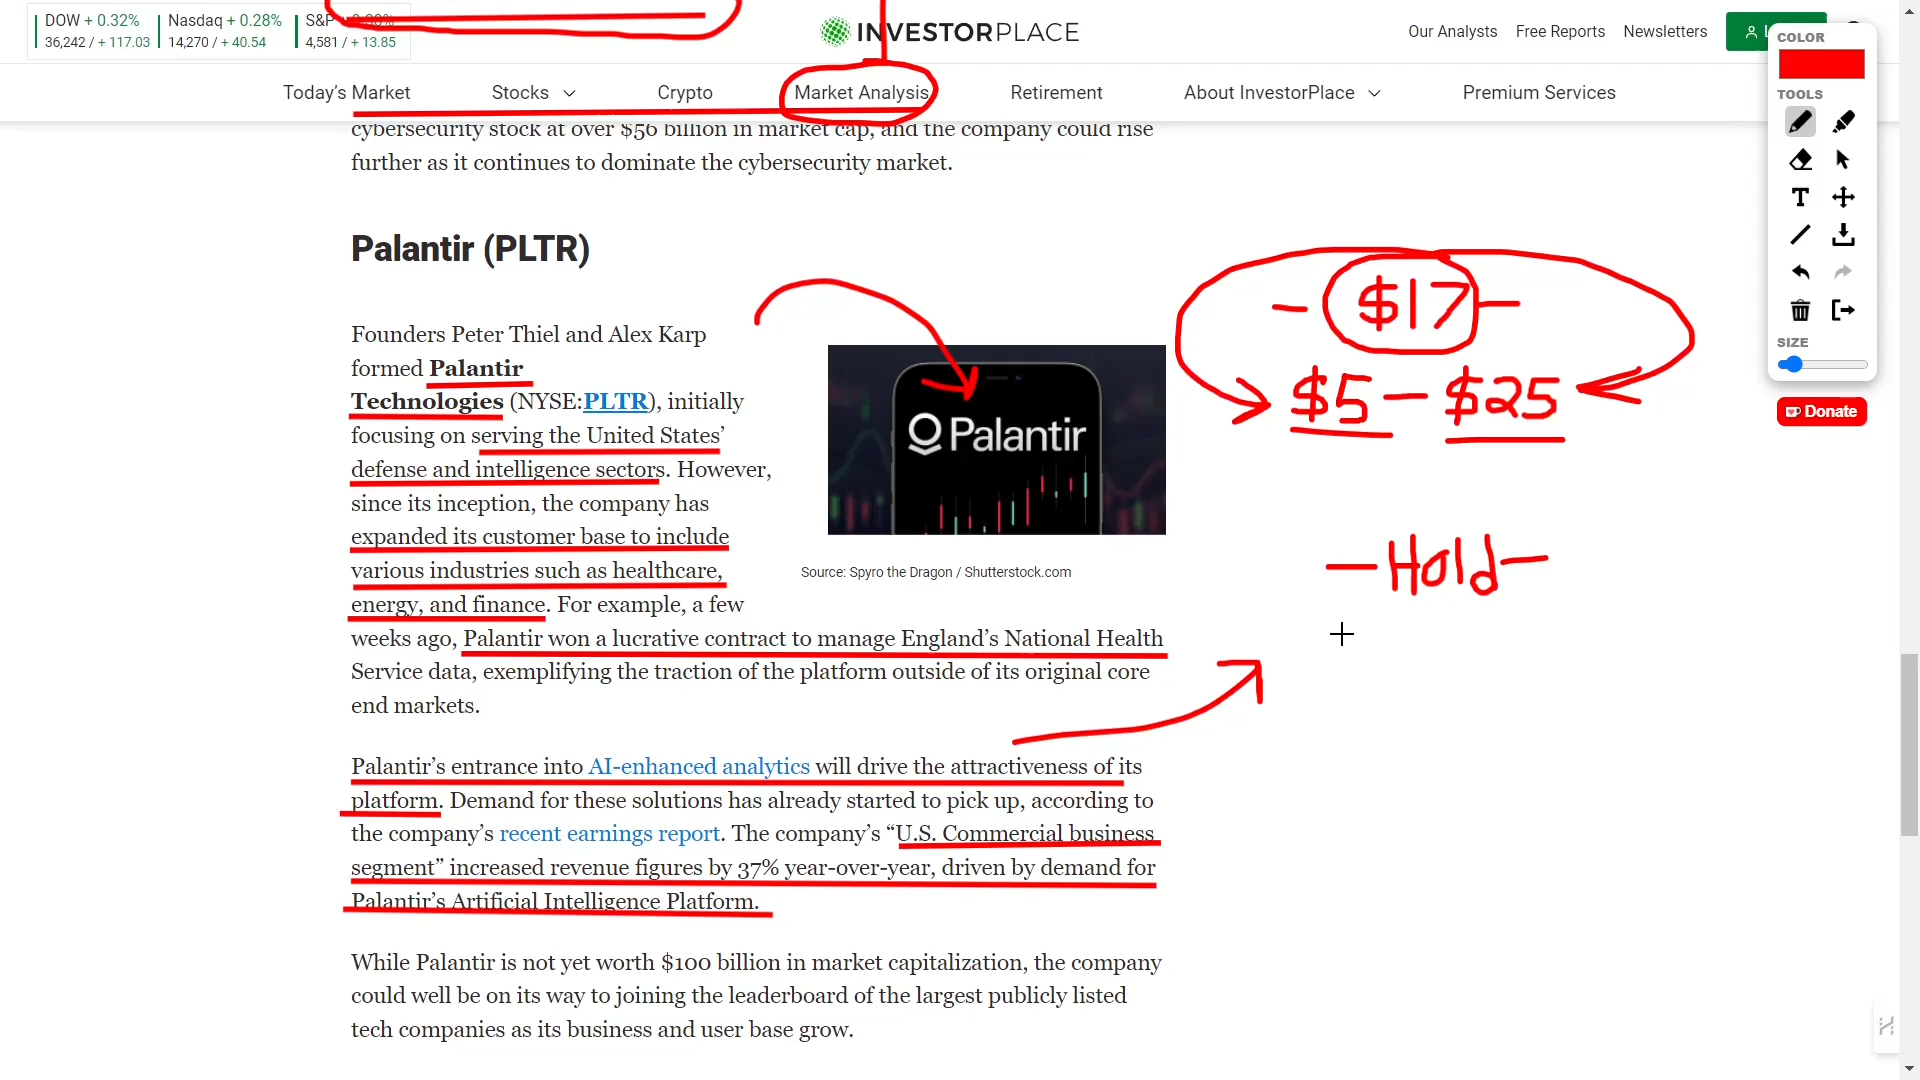 DOW + 0.32%
36,242 / + 117.03
Nasdaq + 0.28%
14,270 / + 40.54
S&P + 0.30%
4,581 / + 13.85
INVESTORPLACE
Our Analysts
Free Reports
Newsletters
Today's Market
Stocks
Crypto
Market Analysis
Retirement
About InvestorPlace
Premium Services
cybersecurity stock at over $56 billion in market cap, and the company could rise
further as it continues to dominate the cybersecurity market.
Palantir (PLTR)
Founders Peter Thiel and Alex Karp
formed Palantir
Technologies (NYSE:PLTR), initially
focusing on serving the United States'
defense and intelligence sectors. However,
since its inception, the company has
expanded its customer base to include
various industries such as healthcare,
energy, and finance. For example, a few
weeks ago, Palantir won a lucrative contract to manage England's National Health
Service data, exemplifying the traction of the platform outside of its original core
end markets.
Palantir
Source: Spyro the Dragon / Shutterstock.com
Palantir's entrance into AI-enhanced analytics will drive the attractiveness of its
platform. Demand for these solutions has already started to pick up, according to
the company's recent earnings report. The company's “U.S. Commercial business
segment” increased revenue figures by 37% year-over-year, driven by demand for
Palantir's Artificial Intelligence Platform.
While Palantir is not yet worth $100 billion in market capitalization, the company
could well be on its way to joining the leaderboard of the largest publicly listed
tech companies as its business and user base grow.
- $17 -
$5 - $25
- Hold -
COLOR
TOOLS
T
SIZE
Donate